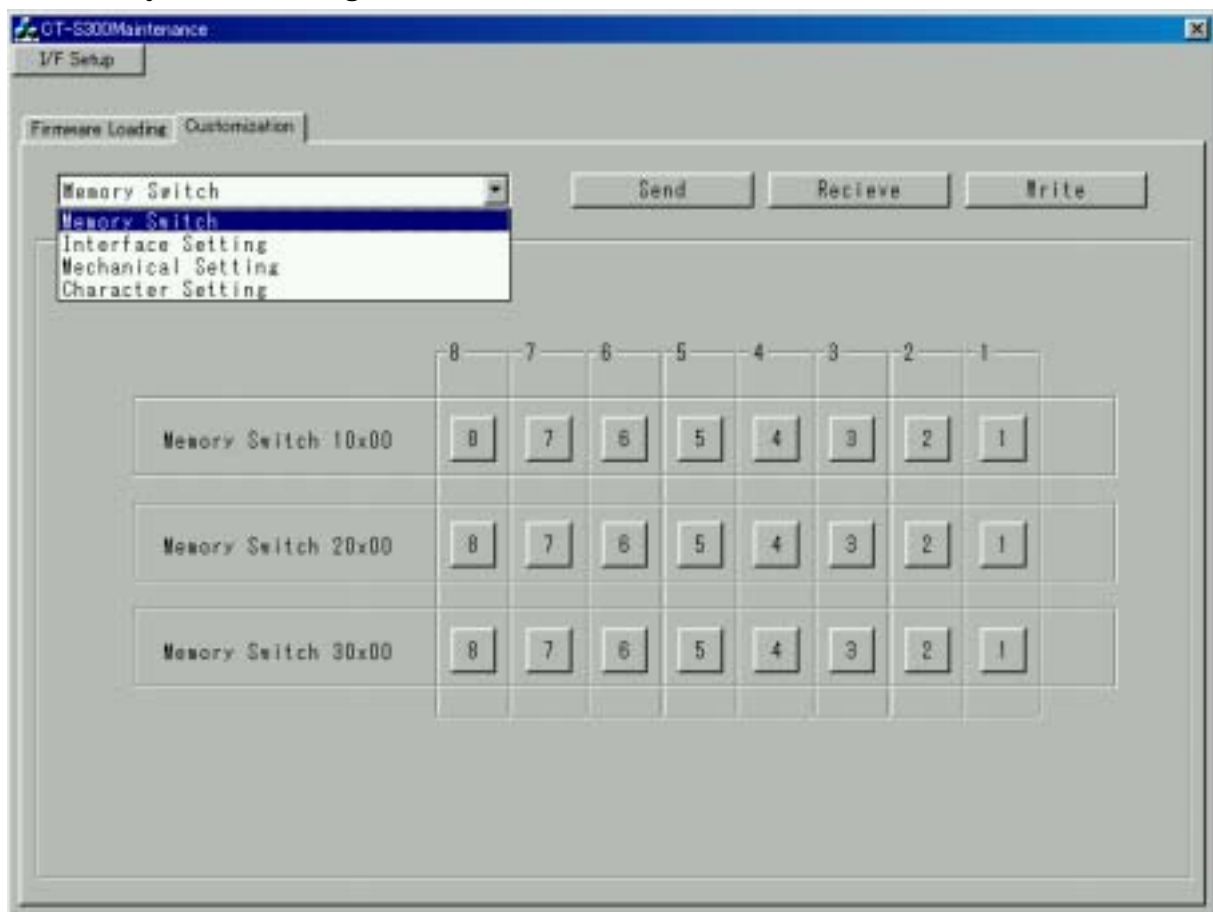 CT-S300Maintenance
I/F Setup
Firmware Loading Customization
Memory Switch Send Recieve Write
Memory Switch
Interface Setting
Mechanical Setting
Character Setting
8 7 6 5 4 3 2 1
Memory Switch 10x00 8 7 6 5 4 3 2 1
Memory Switch 20x00 8 7 6 5 4 3 2 1
Memory Switch 30x00 8 7 6 5 4 3 2 1